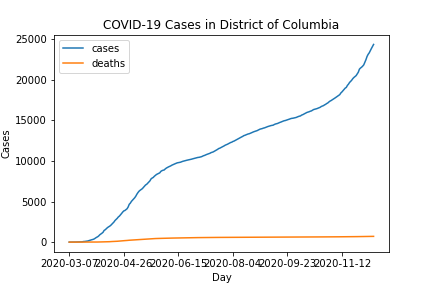 COVID-19 Cases in District of Columbia
cases
deaths
25000
20000
15000
10000
5000
0
Cases
2020-03-07 2020-04-26 2020-06-15 2020-08-04 2020-09-23 2020-11-12
Day